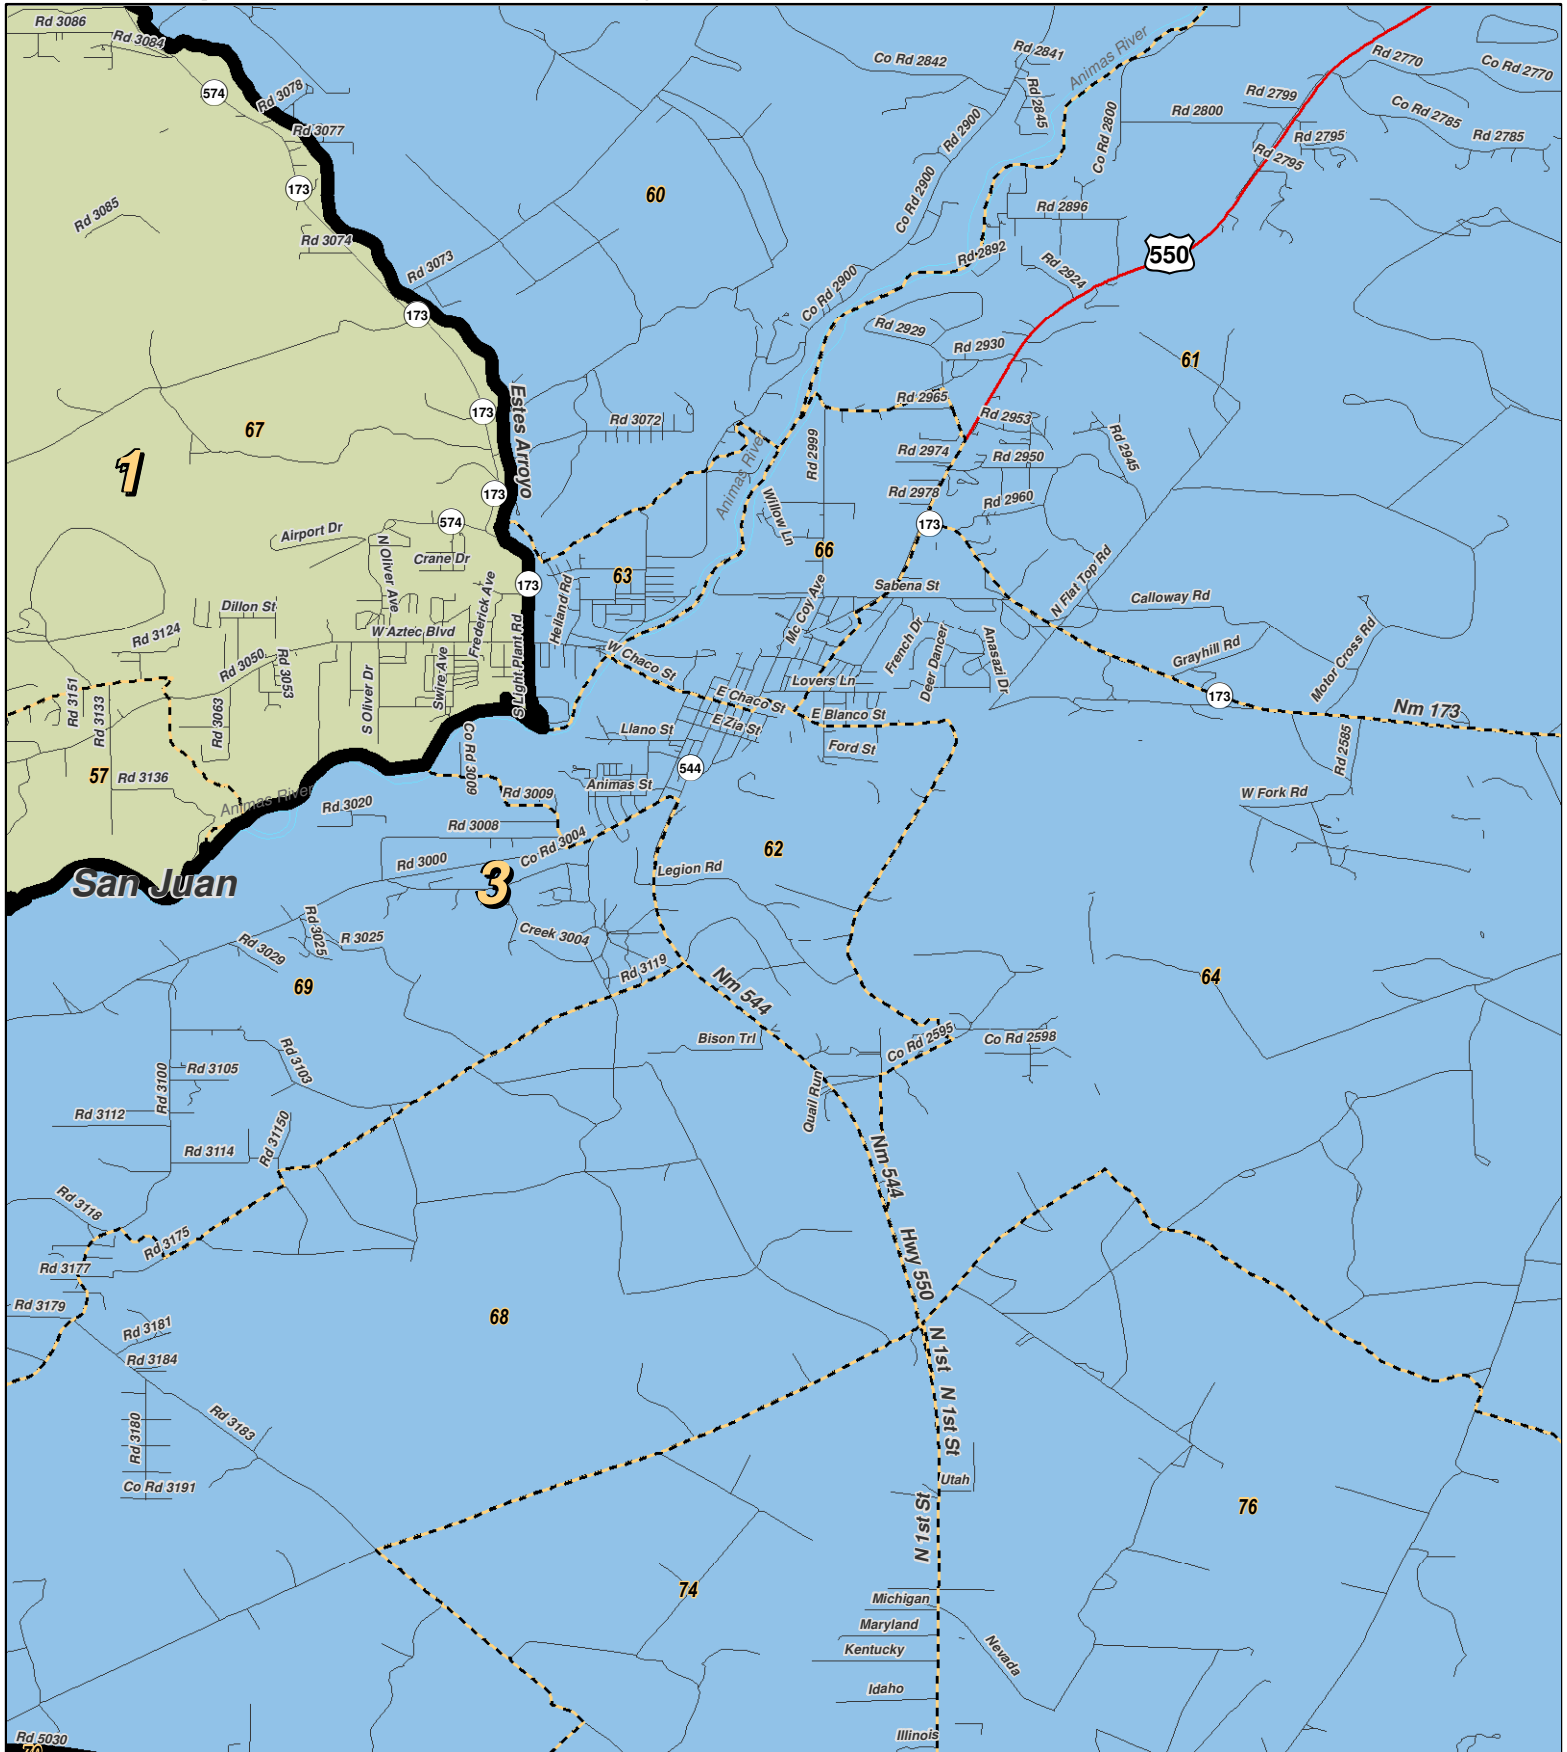 Rd 3086
Rd 3084
574
Rd 3078
Rd 3077
173
Rd 3085
Rd 3074
Rd 3073
173
60
Co Rd 2842
Rd 2841
Rd 2845
Animas River
Rd 2900
Co Rd 2900
Co Rd 2900
Co Rd 2800
Rd 2800
Rd 2799
Rd 2770
Co Rd 2770
Co Rd 2785
Rd 2785
Rd 2795
Rd 2795
Rd 2896
Rd 2892
Rd 2924
550
Rd 2929
Rd 2930
61
67
1
173
Estes Arroyo
173
574
Rd 3072
Rd 2965
Rd 2953
Rd 2999
Rd 2974
Rd 2950
Rd 2945
Animas River
Willow Ln
Rd 2978
Rd 2960
173
66
63
Airport Dr
N Oliver Ave
Crane Dr
173
Frederick Ave
Heiland Rd
Dillon St
Rd 3124
W Aztec Blvd
Rd 3050
Rd 3053
Swire Ave
S Light Plant Rd
S Oliver Dr
Rd 3063
Rd 3151
Rd 3133
57
Rd 3136
Mc Coy Ave
Sabena St
N Flat Top Rd
Calloway Rd
Grayhill Rd
Motor Cross Rd
French Dr
Deer Dancer
Anasazi Dr
W Chaco St
Lovers Ln
E Chaco St
E Zia St
E Blanco St
Ford St
Llano St
544
173
Nm 173
Rd 2585
W Fork Rd
Co Rd 3009
Rd 3009
Animas St
Animas River
Rd 3020
Rd 3008
Co Rd 3004
Rd 3000
3
San Juan
62
Legion Rd
Creek 3004
Rd 3025
R 3025
Rd 3029
69
Rd 3119
Nm 544
64
Bison Trl
Co Rd 2595
Co Rd 2598
Quail Run
Rd 3103
Rd 3105
Rd 3100
Rd 3112
Rd 3114
Rd 31150
Nm 544
Rd 3118
Rd 3175
Rd 3177
Rd 3179
Hwy 550
68
Rd 3181
Rd 3184
Rd 3180
Rd 3183
Co Rd 3191
N 1st
N 1st St
Utah
N 1st St
76
74
Michigan
Maryland
Kentucky
Nevada
Idaho
Illinois
Rd 5030
70